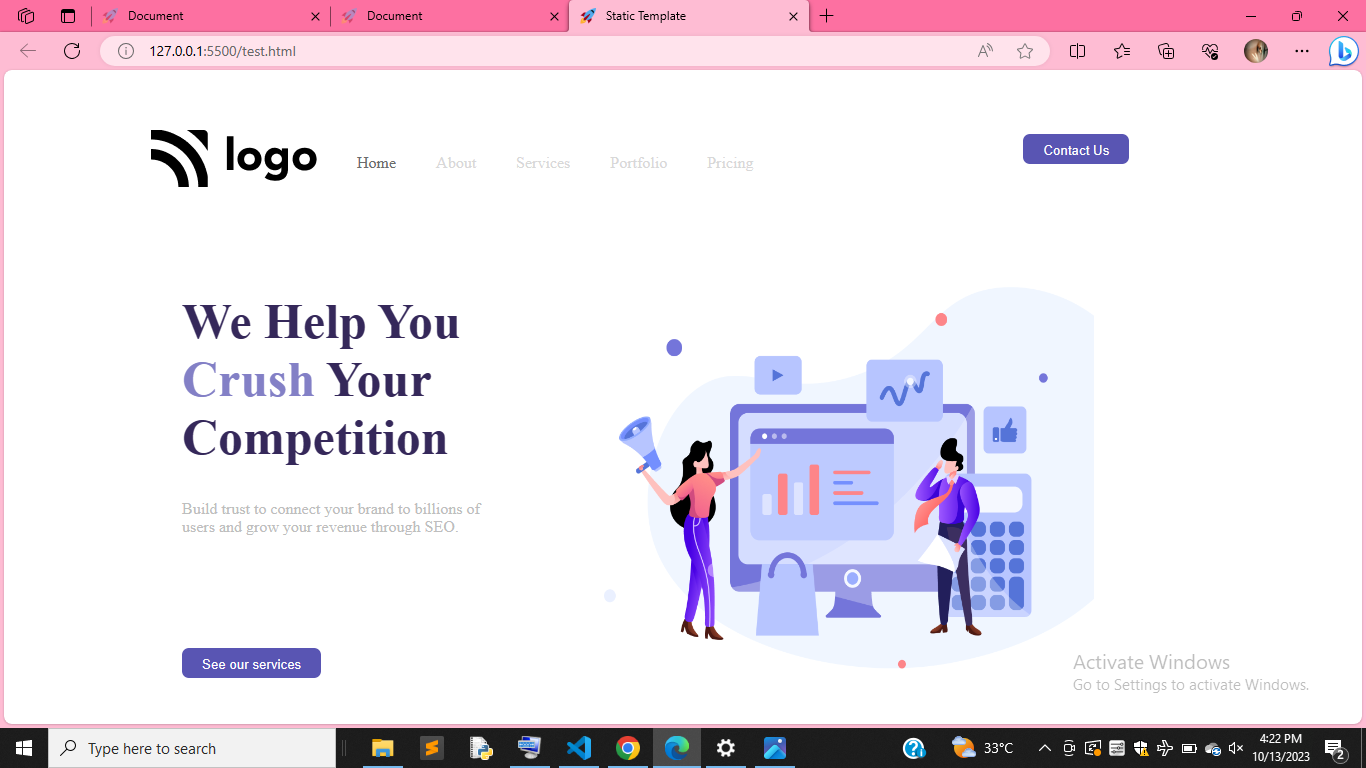 Document
Document
Static Template
127.0.0.1:5500/test.html
logo
Home
About
Services
Portfolio
Pricing
Contact Us
We Help You
Crush Your
Competition
Build trust to connect your brand to billions of
users and grow your revenue through SEO.
See our services
Activate Windows
Go to Settings to activate Windows.
Type here to search
33°C
4:22 PM
10/13/2023
2